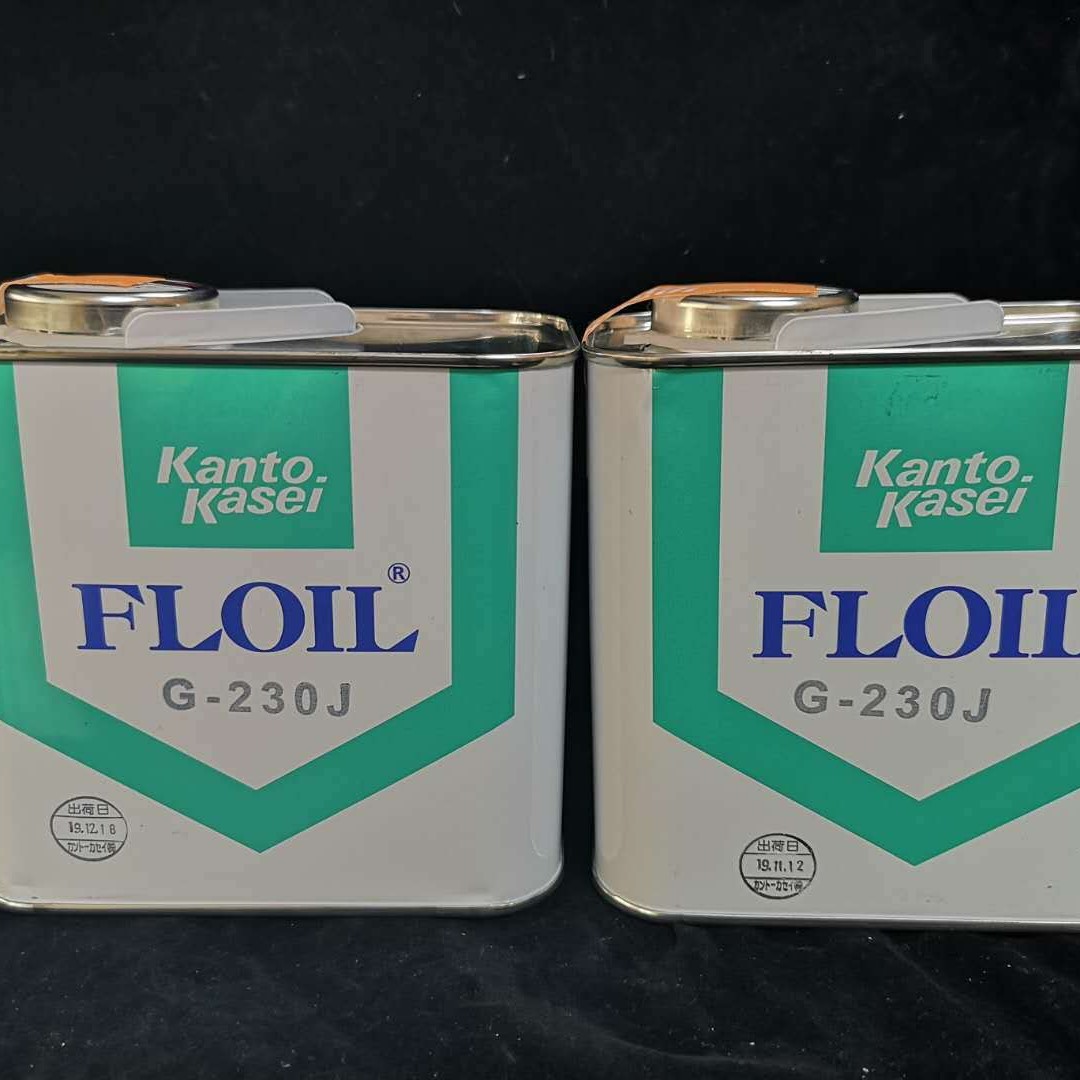 Kanto.
Kasei
FLOIL®
G-230J
出荷日
19.12.18
カントーカセイ㈱
Kanto.
Kasei
FLOIL
G-230J
出荷日
19.11.12
カントーカセイ㈱